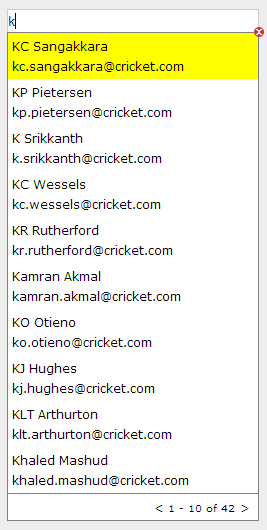 k
KC Sangakkara
kc.sangakkara@cricket.com
KP Pietersen
kp.pietersen@cricket.com
K Srikkanth
k.srikkanth@cricket.com
KC Wessels
kc.wessels@cricket.com
KR Rutherford
kr.rutherford@cricket.com
Kamran Akmal
kamran.akmal@cricket.com
KO Otieno
ko.otieno@cricket.com
KJ Hughes
kj.hughes@cricket.com
KLT Arthurton
klt.arthurton@cricket.com
Khaled Mashud
khaled.mashud@cricket.com
< 1 - 10 of 42 >